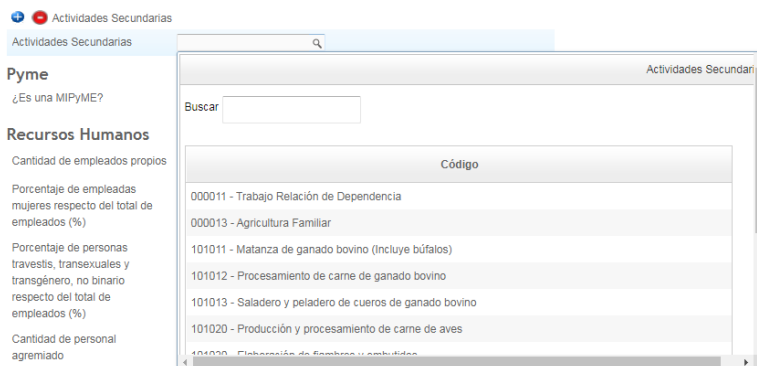 Actividades Secundarias
Actividades Secundarias
Pyme
¿Es una MIPyME?
Recursos Humanos
Cantidad de empleados propios
Porcentaje de empleadas
mujeres respecto del total de
empleados (%)
Porcentaje de personas
travestis, transexuales y
transgénero, no binario
respecto del total de
empleados (%)
Cantidad de personal
agremiado
Actividades Secundari
Buscar
Código
000011 - Trabajo Relación de Dependencia
000013 - Agricultura Familiar
101011 - Matanza de ganado bovino (Incluye búfalos)
101012 - Procesamiento de carne de ganado bovino
101013 - Saladero y peladero de cueros de ganado bovino
101020 - Producción y procesamiento de carne de aves
Elaboración de fiambres y embutidos